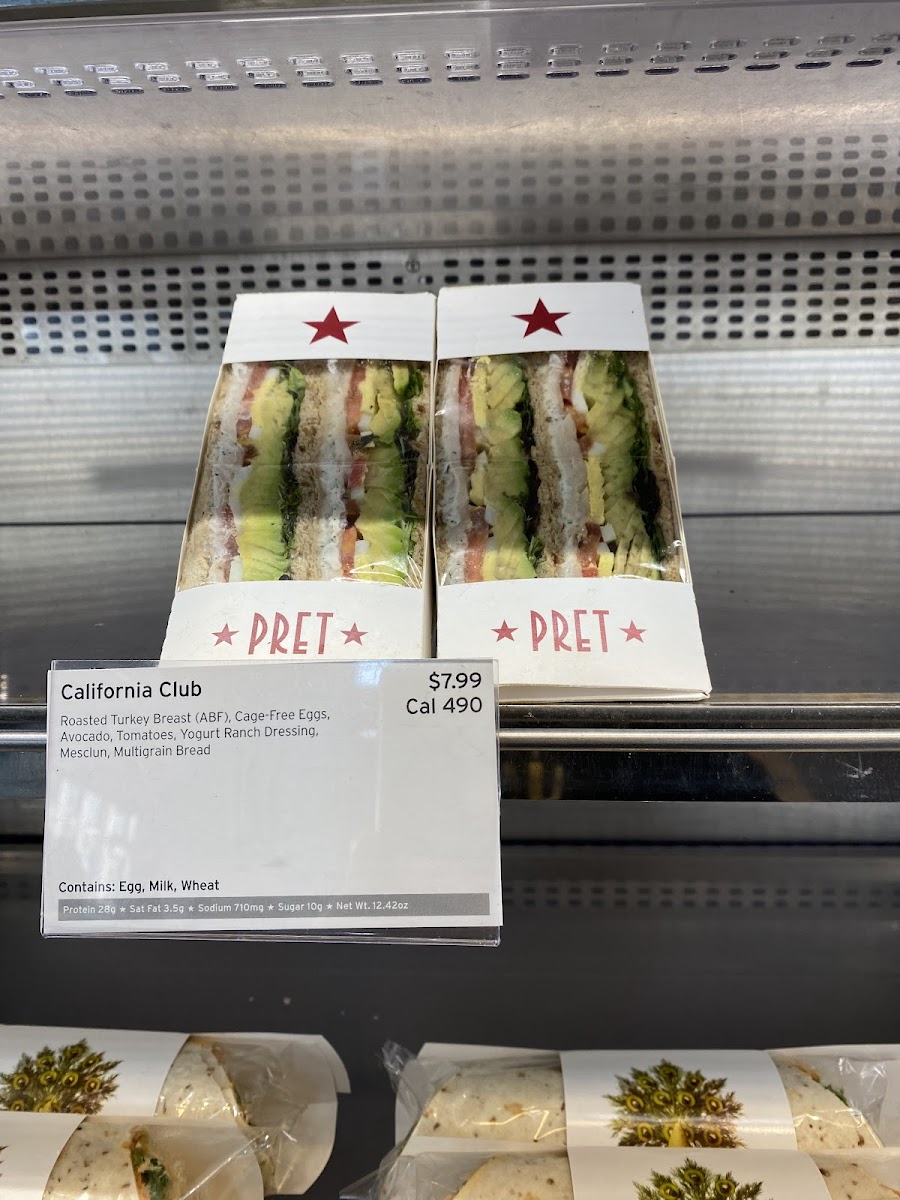 ★ PRET ★
★ PRET ★
California Club
$7.99
Cal 490
Roasted Turkey Breast (ABF), Cage-Free Eggs,
Avocado, Tomatoes, Yogurt Ranch Dressing,
Mesclun, Multigrain Bread
Contains: Egg, Milk, Wheat
Protein 28g ★ Sat Fat 3.5g ★ Sodium 710mg ★ Sugar 10g ★ Net Wt. 12.42oz